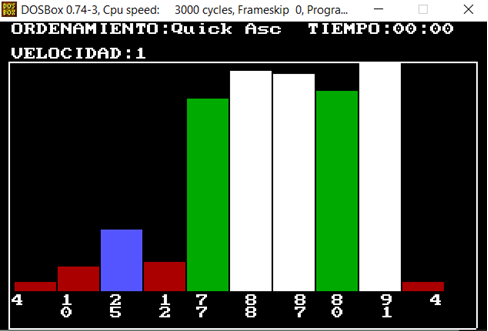 DOSBox 0.74-3, Cpu speed: 3000 cycles, Frameskip 0, Progra...
ORDENAMIENTO:Quick Asc TIEMPO:00:00
VELOCIDAD:1
4 1 2 1 7 8 8 8 9 4
0 5 2 7 8 7 0 1